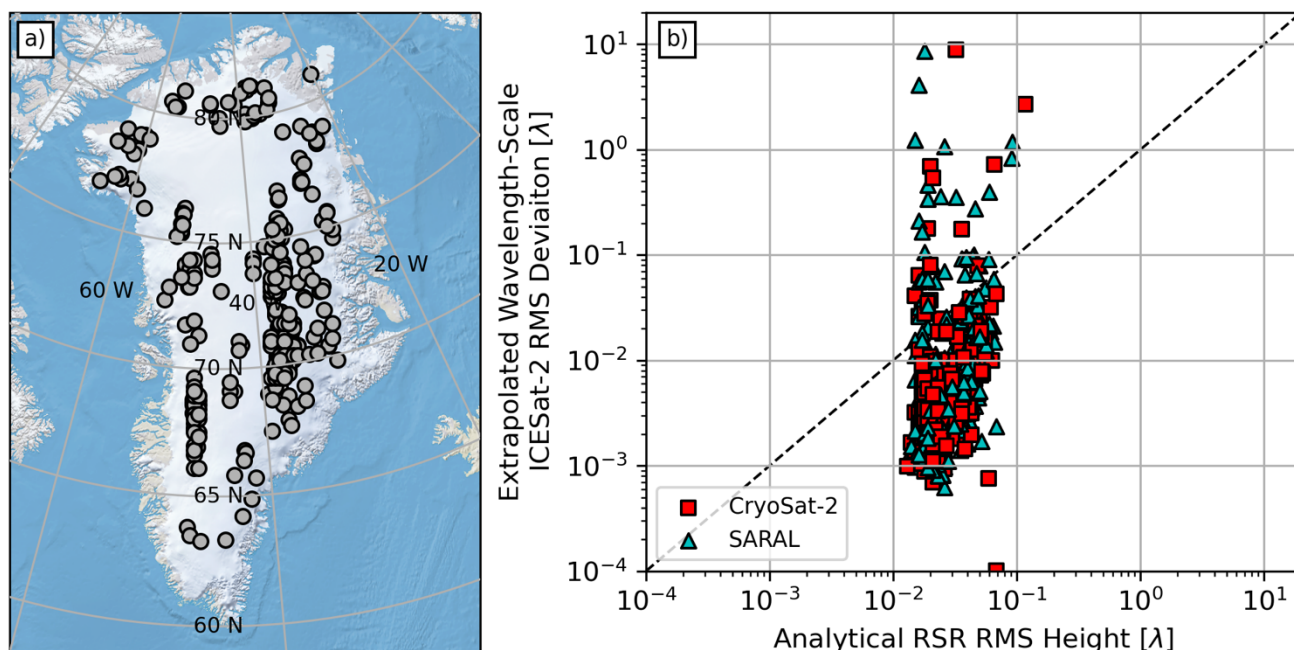 a)
80 N
75 N
60 W
20 W
40
70 N
65 N
60 N
b)
Extrapolated Wavelength-Scale
ICESat-2 RMS Deviaiton [λ]
10¹
10⁰
10⁻¹
10⁻²
10⁻³
10⁻⁴
CryoSat-2
SARAL
10⁻⁴ 10⁻³ 10⁻² 10⁻¹ 10⁰ 10¹
Analytical RSR RMS Height [λ]